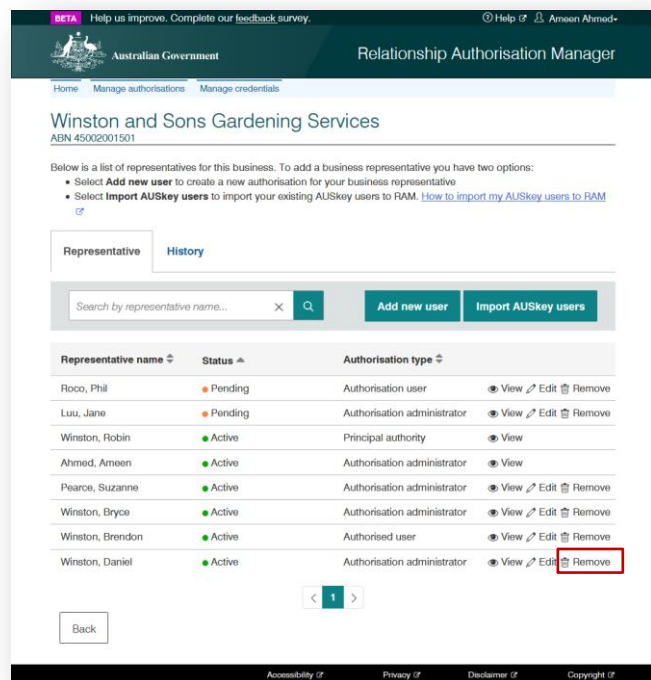 BETA Help us improve. Complete our feedback survey. Help Ameen Ahmed
Australian Government Relationship Authorisation Manager
Home Manage authorisations Manage credentials
Winston and Sons Gardening Services
ABN 45002001501
Below is a list of representatives for this business. To add a business representative you have two options:
• Select Add new user to create a new authorisation for your business representative
• Select Import AUSkey users to import your existing AUSkey users to RAM. How to import my AUSkey users to RAM
Representative History
Search by representative name... Add new user Import AUSkey users
Representative name Status Authorisation type
Roco, Phil Pending Authorisation user View Edit Remove
Luu, Jane Pending Authorisation administrator View Edit Remove
Winston, Robin Active Principal authority View
Ahmed, Ameen Active Authorisation administrator View
Pearce, Suzanne Active Authorisation administrator View Edit Remove
Winston, Bryce Active Authorisation administrator View Edit Remove
Winston, Brendon Active Authorised user View Edit Remove
Winston, Daniel Active Authorisation administrator View Edit Remove
< 1 >
Back
Accessibility Privacy Disclaimer Copyright